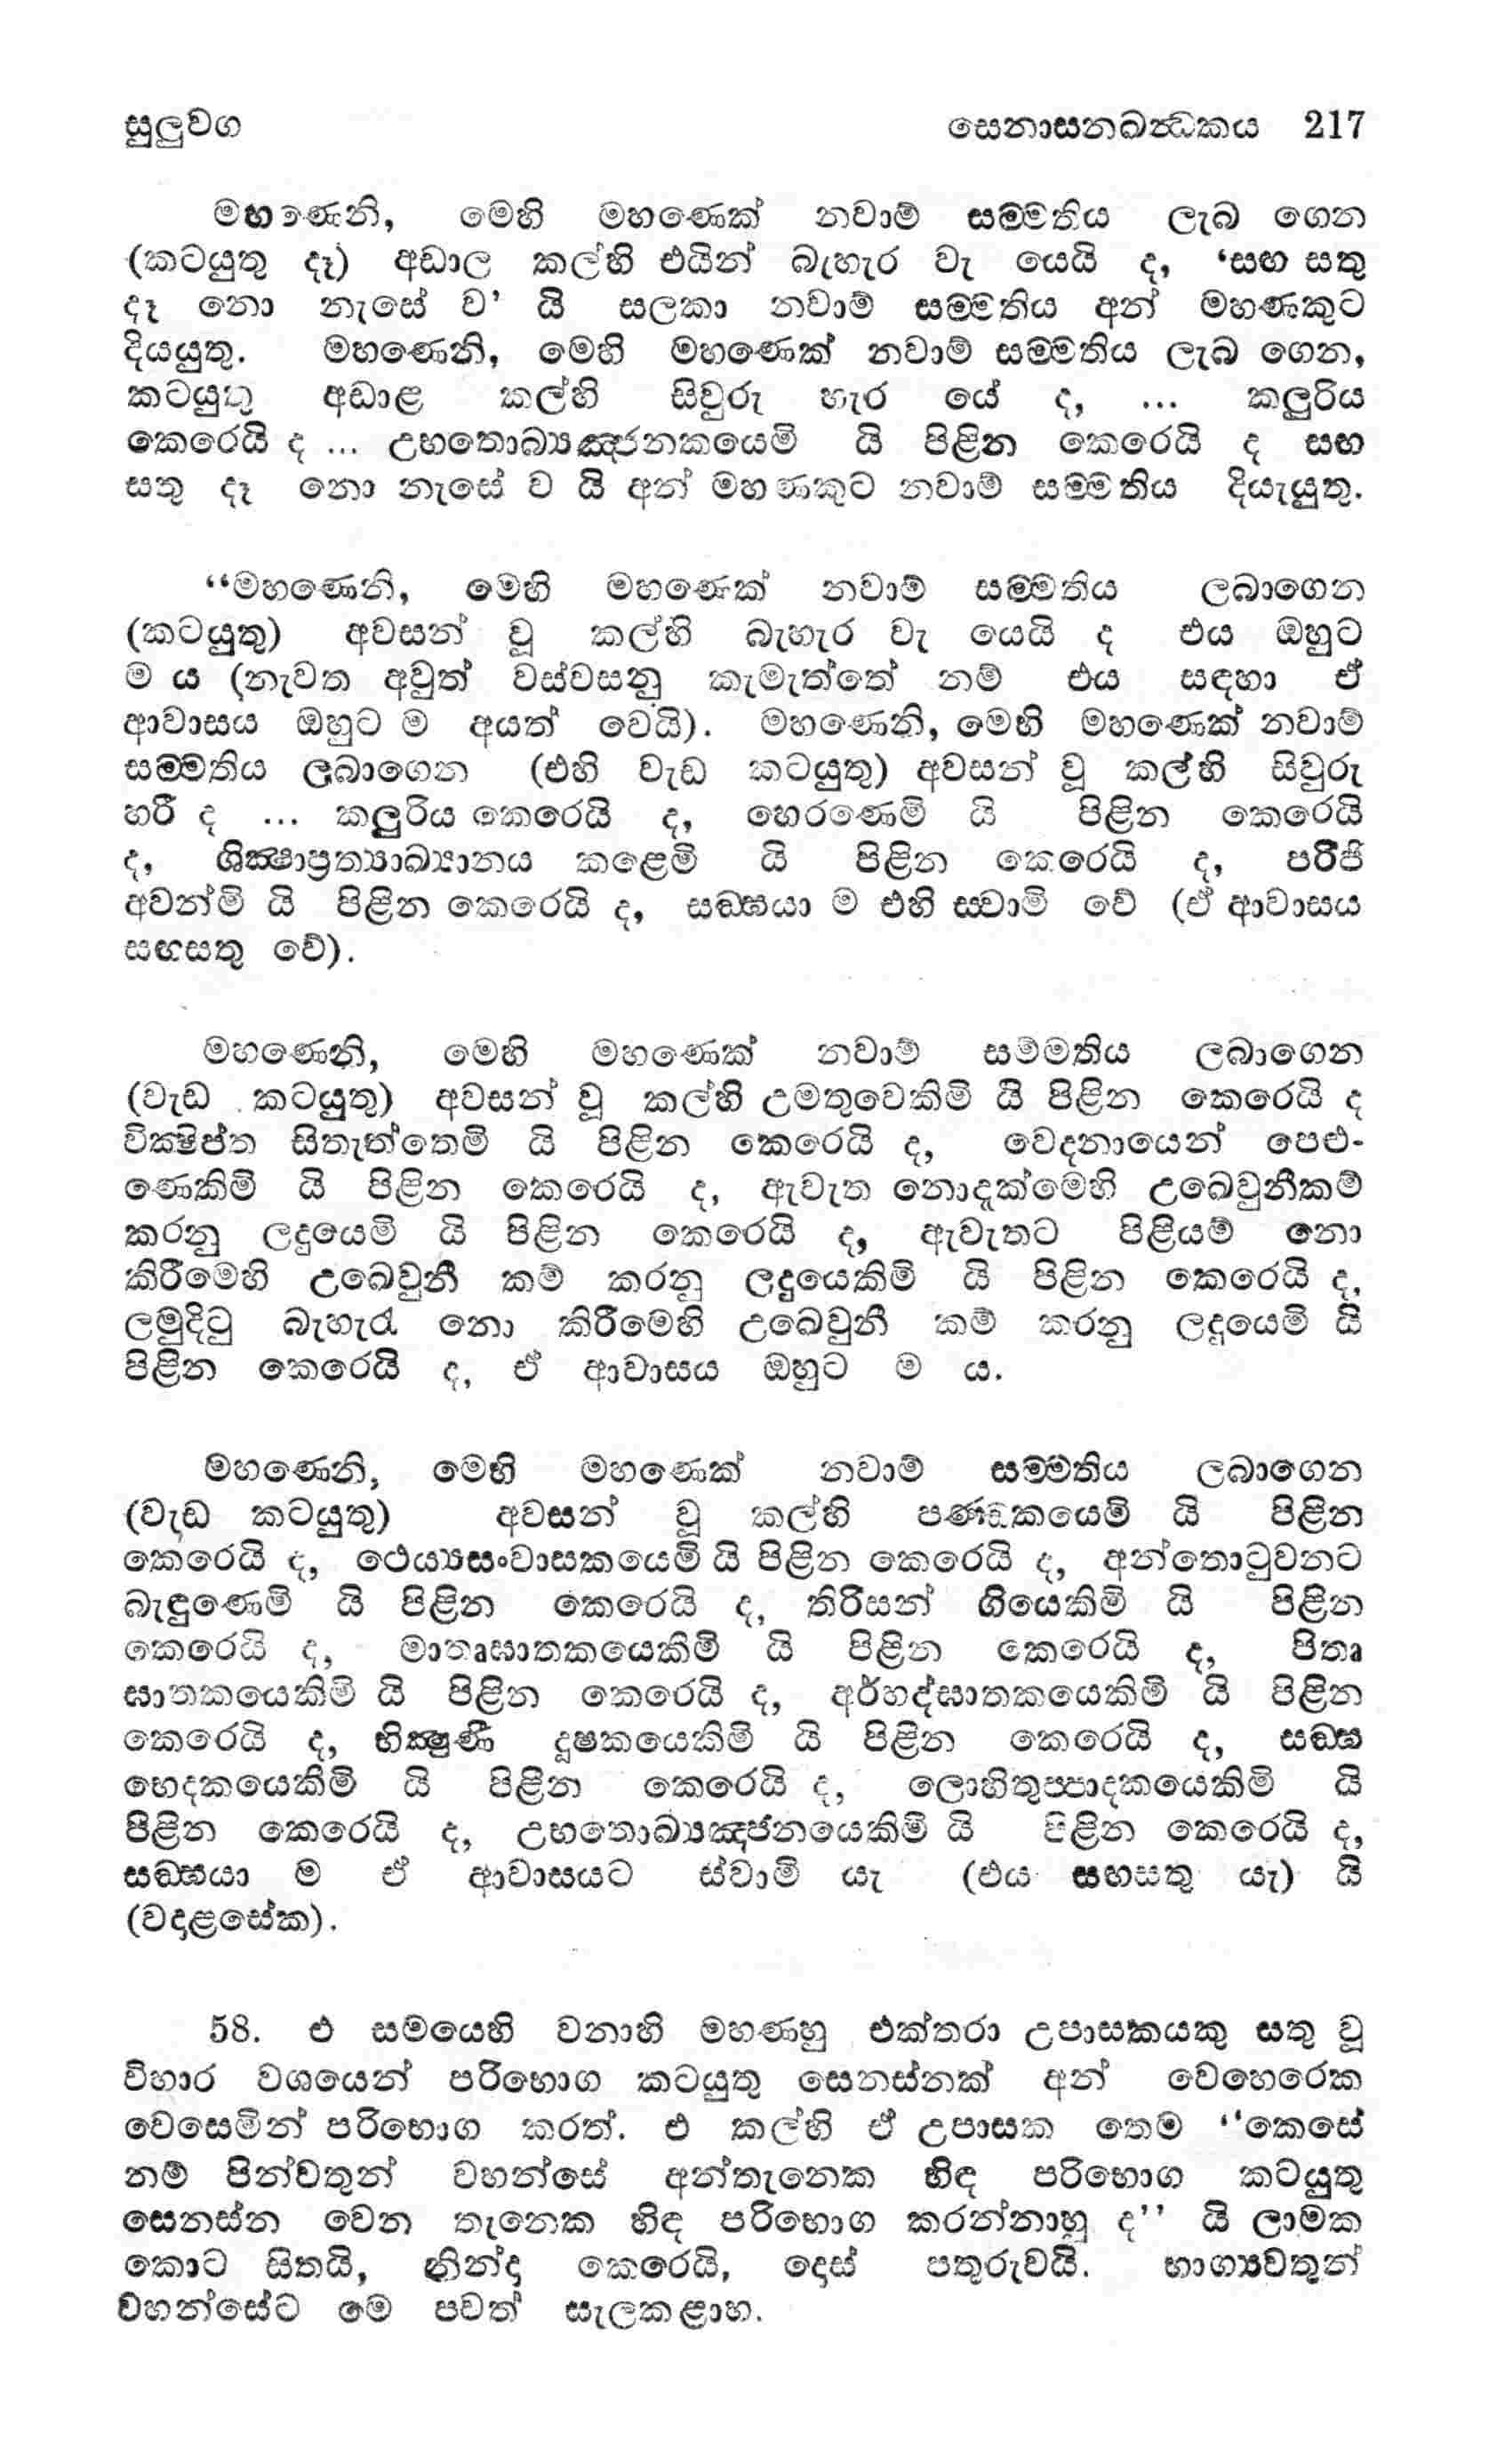 සුලුවග සෙනාසනඛන්ධකය 217
මහණෙනි, මෙහි මහණෙක් නවාම් සම්මතිය ලැබ ගෙන
(කටයුතු දෑ) අඩාල කල්හි එයින් බැහැර වැ යෙයි ද, ‘සඟ සතු
දෑ නො නැසේ ව’ යි සලකා නවාම් සම්මතිය අන් මහණකුට
දියයුතු. මහණෙනි, මෙහි මහණෙක් නවාම් සම්මතිය ලැබ ගෙන,
කටයුතු අඩාළ කල්හි සිවුරු හැර යේ ද, ... කලුරිය
කෙරෙයි ද ... උභතොබ්‍යඤ්ජනකයෙමි යි පිළින කෙරෙයි ද සඟ
සතු දෑ නො නැසේ ව යි අන් මහණකුට නවාම් සම්මතිය දියැයුතු.
“මහණෙනි, මෙහි මහණෙක් නවාම් සම්මතිය ලබාගෙන
(කටයුතු) අවසන් වූ කල්හි බැහැර වැ යෙයි ද එය ඔහුට
ම ය (නැවත අවුත් වස්වසනු කැමැත්තේ නම් එය සඳහා ඒ
ආවාසය ඔහුට ම අයත් වෙයි). මහණෙනි, මෙහි මහණෙක් නවාම්
සම්මතිය ලබාගෙන (එහි වැඩ කටයුතු) අවසන් වූ කල්හි සිවුරු
හරී ද ... කලුරිය කෙරෙයි ද, හෙරණෙමි යි පිළින කෙරෙයි
ද, ශික්‍ෂාප්‍රත්‍යාඛ්‍යානය කළෙමි යි පිළින කෙරෙයි ද, පරිජි
අවන්මි යි පිළින කෙරෙයි ද, සඞ්ඝයා ම එහි ස්වාමි වේ (ඒ ආවාසය
සඟසතු වේ).
මහණෙනි, මෙහි මහණෙක් නවාම් සම්මතිය ලබාගෙන
(වැඩ කටයුතු) අවසන් වූ කල්හි උමතුවෙකිමි යි පිළින කෙරෙයි ද
වික්‍ෂිප්ත සිතැත්තෙමි යි පිළින කෙරෙයි ද, වෙදනායෙන් පෙළු-
ණෙකිමි යි පිළින කෙරෙයි ද, ඇවැත නොදැක්මෙහි උඛෙවුනීකම්
කරනු ලදුයෙමි යි පිළින කෙරෙයි ද, ඇවැතට පිළියම් නො
කිරීමෙහි උඛෙවුනී කම් කරනු ලදුයෙකිමි යි පිළින කෙරෙයි ද,
ලමුදිටු බැහැරැ නො කිරීමෙහි උඛෙවුනී කම් කරනු ලදුයෙමි යි
පිළින කෙරෙයි ද, ඒ ආවාසය ඔහුට ම ය.
මහණෙනි, මෙහි මහණෙක් නවාම් සම්මතිය ලබාගෙන
(වැඩ කටයුතු) අවසන් වූ කල්හි පණ්ඩකයෙමි යි පිළින
කෙරෙයි ද, ථෙය්‍යසංවාසකයෙමි යි පිළින කෙරෙයි ද, අන්තොටුවනට
බැඳුණෙමි යි පිළින කෙරෙයි ද, තිරිසන් ගියෙකිමි යි පිළින
කෙරෙයි ද, මාතෘඝාතකයෙකිමි යි පිළින කෙරෙයි ද, පිතෘ
ඝාතකයෙකිමි යි පිළින කෙරෙයි ද, අර්හද්ඝාතකයෙකිමි යි පිළින
කෙරෙයි ද, භික්‍ෂුණී දූෂකයෙකිමි යි පිළින කෙරෙයි ද, සඞ්ඝ
භෙදකයෙකිමි යි පිළින කෙරෙයි ද, ලොහිතුප්පාදකයෙකිමි යි
පිළින කෙරෙයි ද, උභතොඛ්‍යඤ්ජනයෙකිමි යි පිළින කෙරෙයි ද,
සඞ්ඝයා ම ඒ ආවාසයට ස්වාමි යැ (එය සඟසතු යැ) යි
(වදළසේක).
58. එ සමයෙහි වනාහි මහණහු එක්තරා උපාසකයකු සතු වූ
විහාර වශයෙන් පරිභොග කටයුතු සෙනස්නක් අන් වෙහෙරෙක
වෙසෙමින් පරිභොග කරත්. එ කල්හි ඒ උපාසක තෙම “කෙසේ
නම් පින්වතුන් වහන්සේ අන්තැනෙක හිඳ පරිභොග කටයුතු
සෙනස්න වෙන තැනෙක හිඳ පරිභොග කරන්නාහු ද” යි ලාමක
කොට සිතයි, නින්දා කෙරෙයි, දොස් පතුරුවයි. භාග්‍යවතුන්
වහන්සේට මෙ පවත් සැලකළාහ.